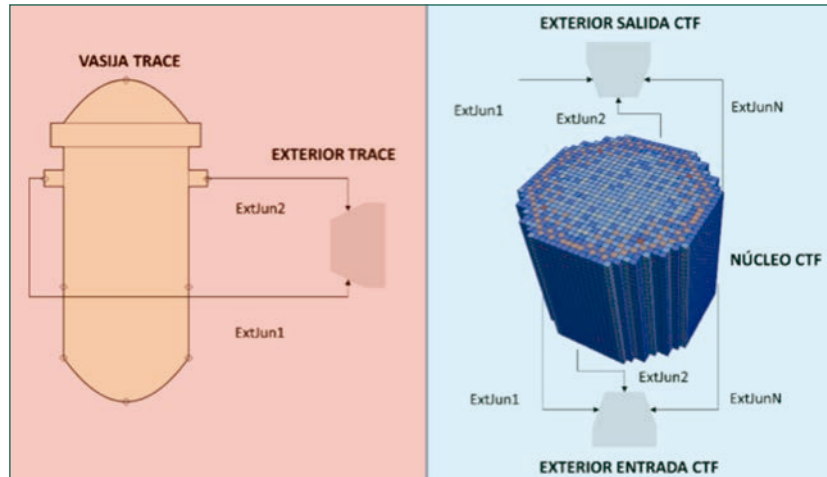 VASIJA TRACE
EXTERIOR TRACE
ExtJun2
ExtJun1
EXTERIOR SALIDA CTF
ExtJun1
ExtJun2
ExtJunN
NÚCLEO CTF
ExtJun2
ExtJun1
ExtJunN
EXTERIOR ENTRADA CTF